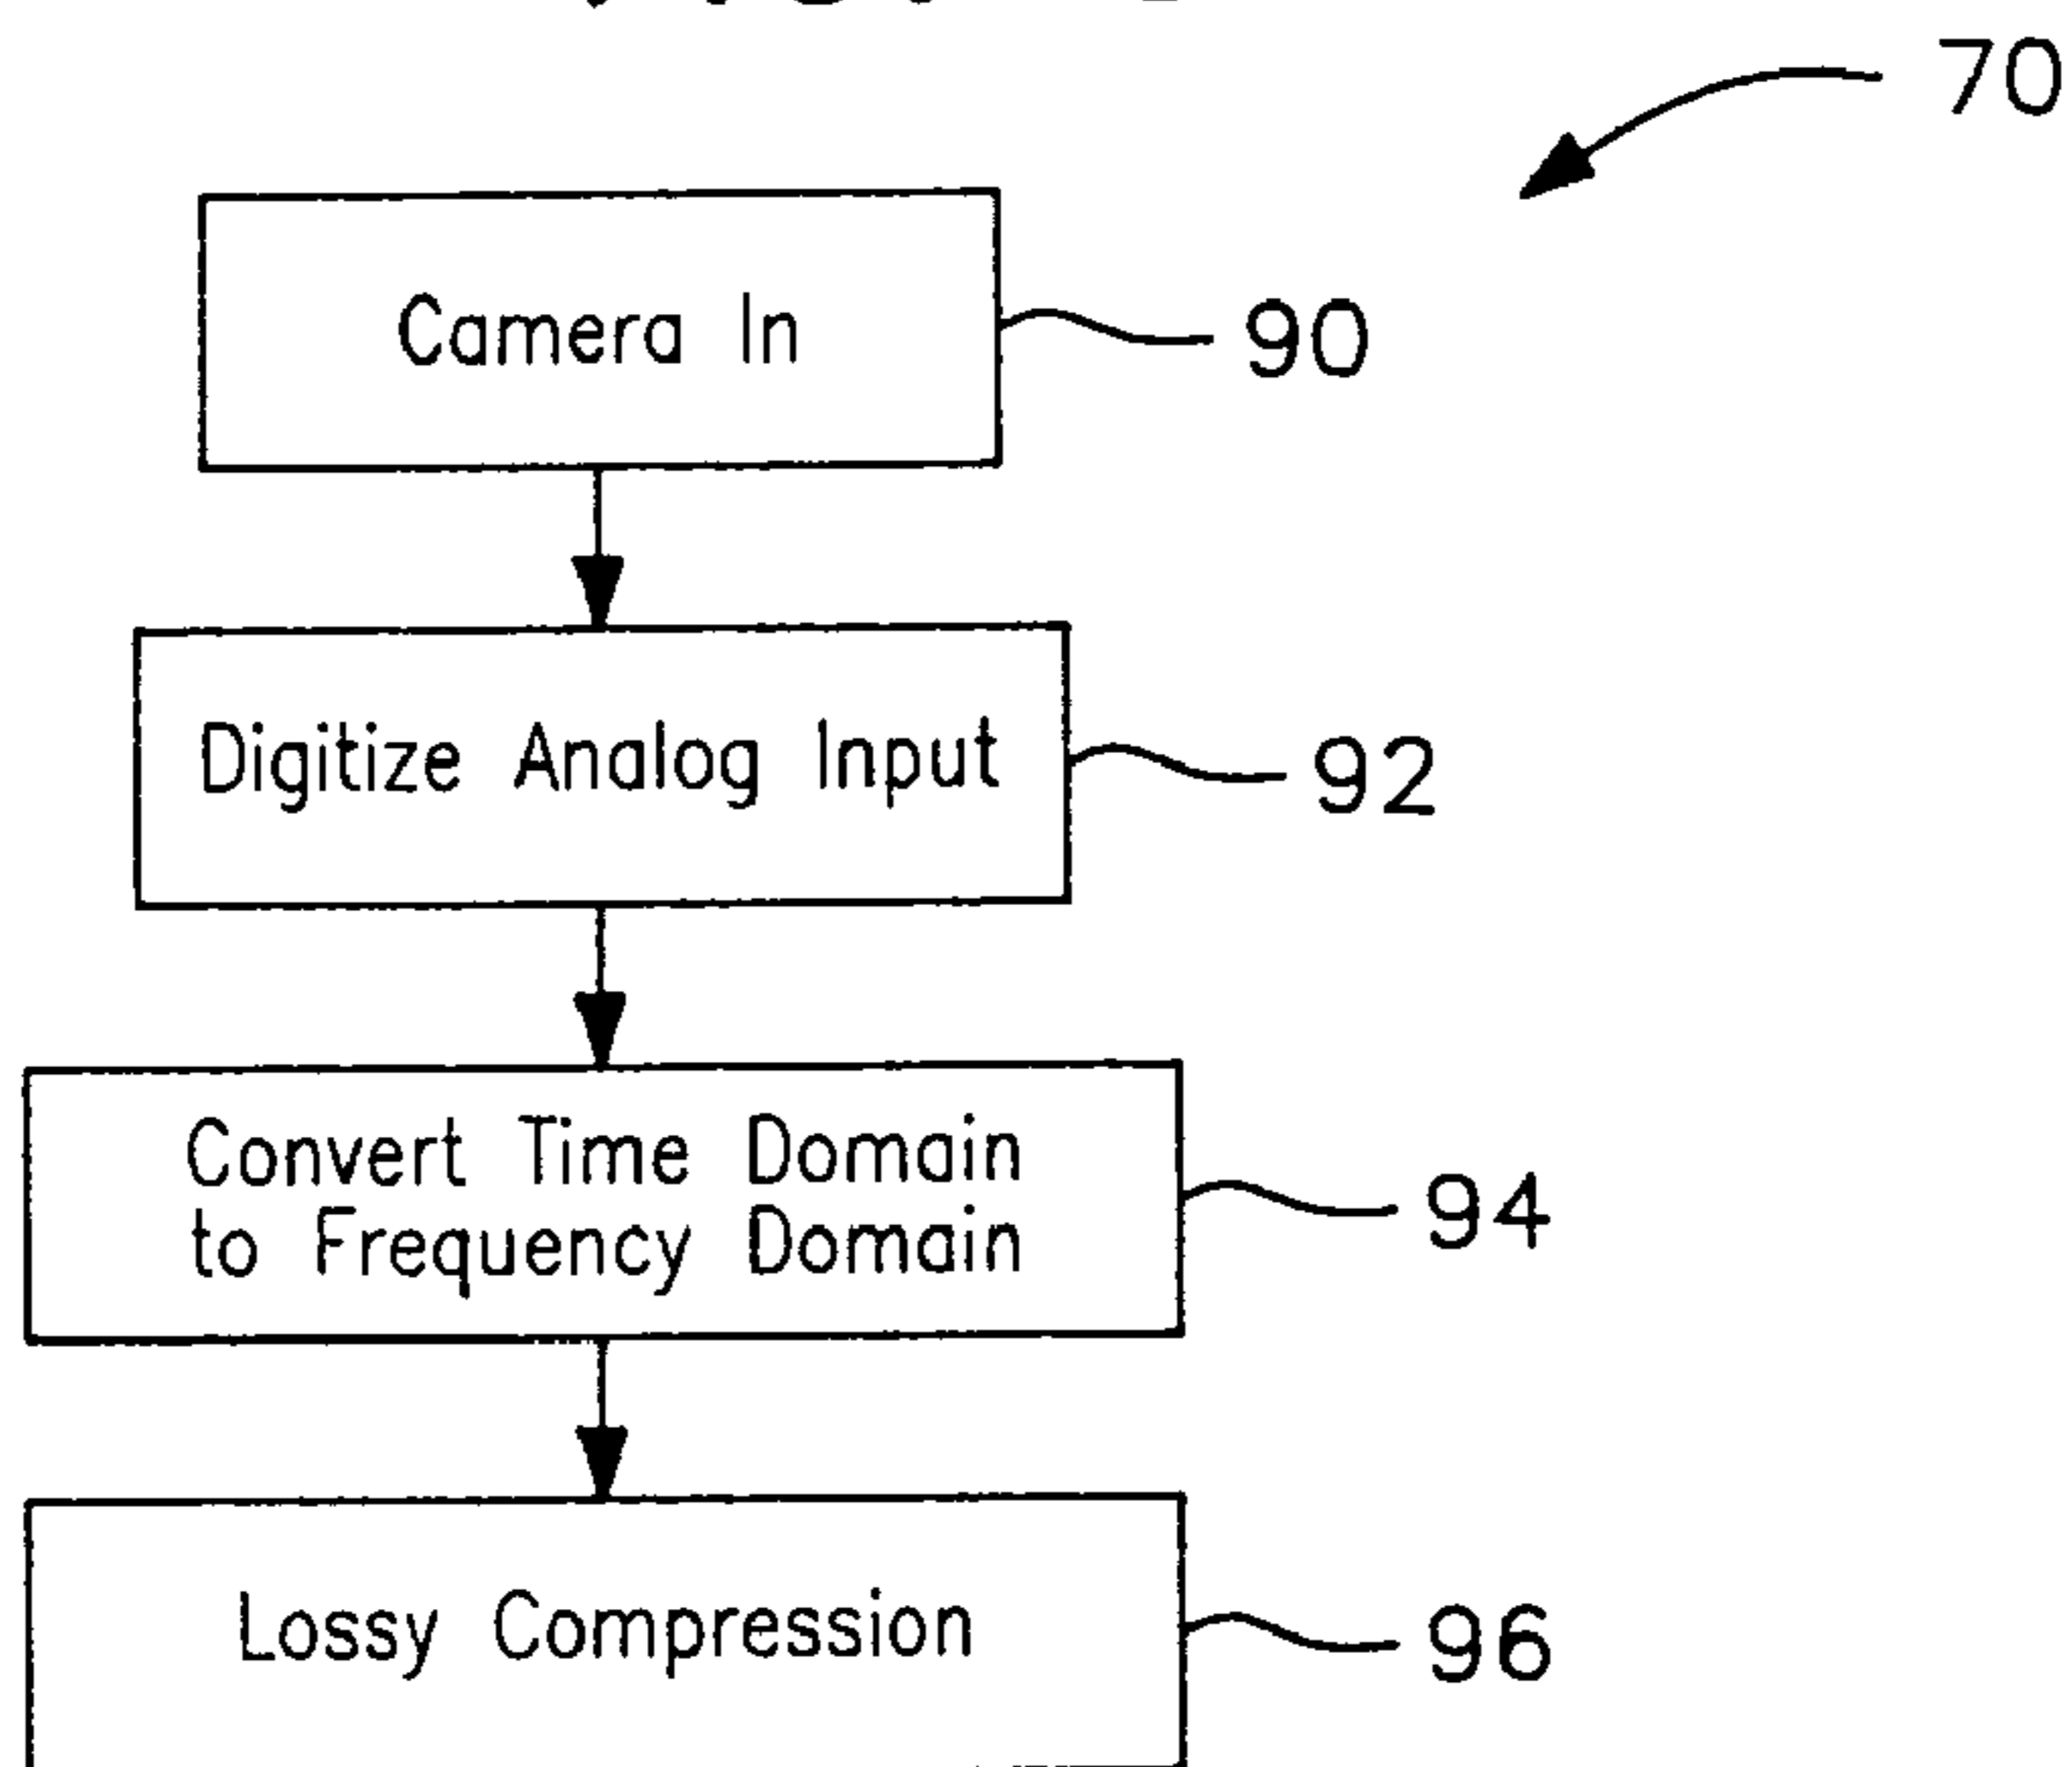 70
Camera In
90
Digitize Analog Input
92
Convert Time Domain
to Frequency Domain
94
Lossy Compression
96